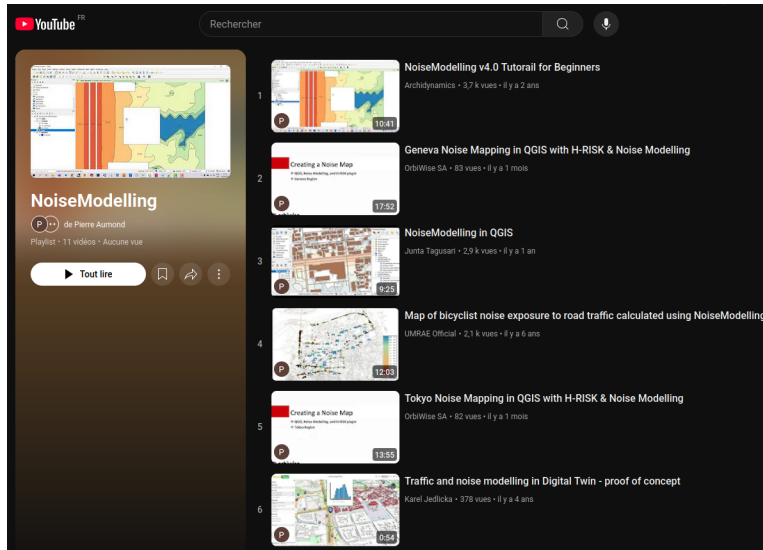 YouTube FR
Rechercher
NoiseModelling
P
de Pierre Aumond
Playlist • 11 vidéos • Aucune vue
Tout lire
1
P
10:41
NoiseModelling v4.0 Tutorail for Beginners
Archidynamics • 3,7 k vues • il y a 2 ans
2
Creating a Noise Map
P
17:52
Geneva Noise Mapping in QGIS with H-RISK & Noise Modelling
OrbiWise SA • 83 vues • il y a 1 mois
3
P
9:25
NoiseModelling in QGIS
Junta Tagusari • 2,9 k vues • il y a 1 an
4
P
12:03
Map of bicyclist noise exposure to road traffic calculated using NoiseModelling
UMRAE Official • 2,1 k vues • il y a 6 ans
5
Creating a Noise Map
P
13:55
Tokyo Noise Mapping in QGIS with H-RISK & Noise Modelling
OrbiWise SA • 82 vues • il y a 1 mois
6
P
0:54
Traffic and noise modelling in Digital Twin - proof of concept
Karel Jedlicka • 378 vues • il y a 4 ans